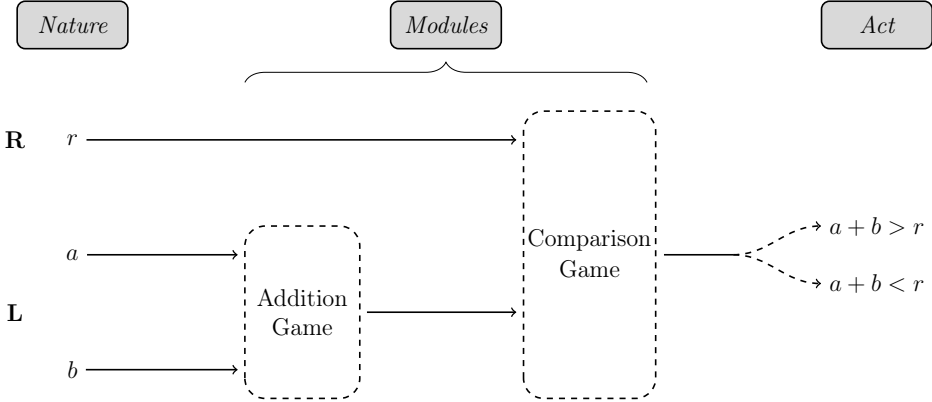 Nature
Modules
Act
R
r
a
L
b
Addition
Game
Comparison
Game
a + b > r
a + b < r